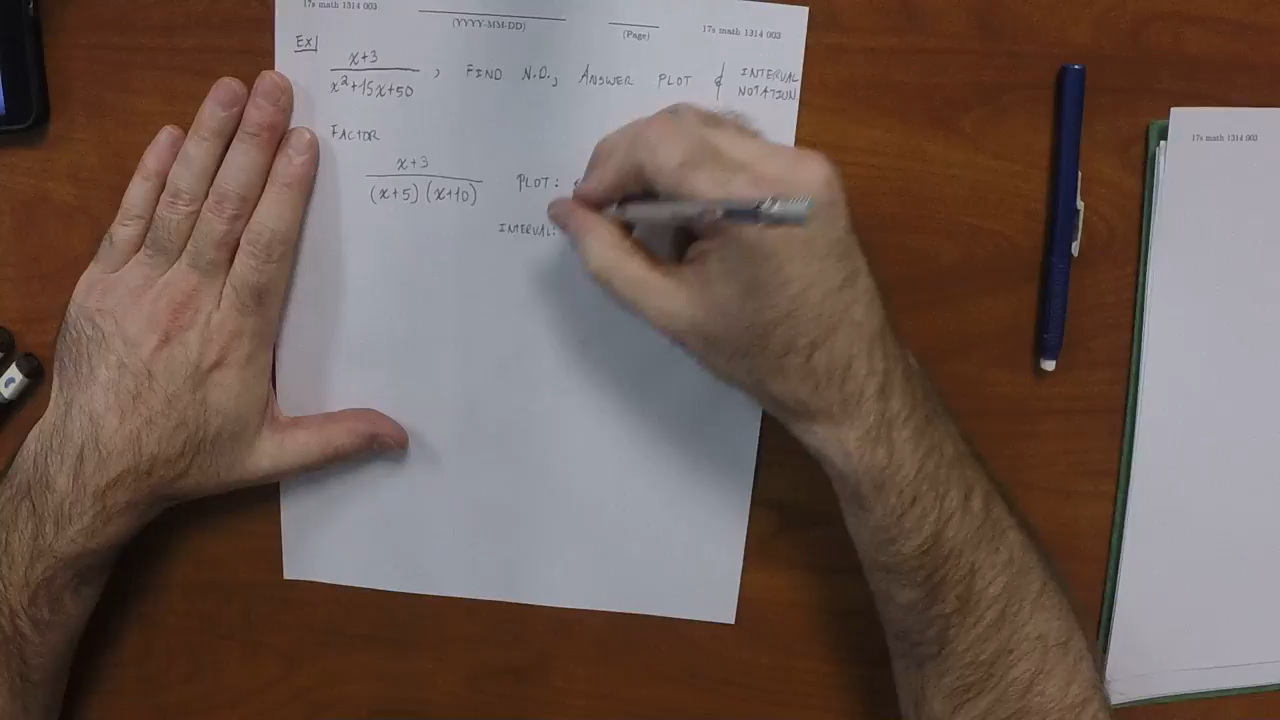 17s math 1314 003
(YYYY-MM-DD)
(Page)
17s math 1314 003
Ex1
x+3
x²+15x+50
, FIND N.D., ANSWER PLOT & INTERVAL NOTATION.
FACTOR
x+3
(x+5)(x+10)
PLOT:
INTERVAL:
17s math 1314 003